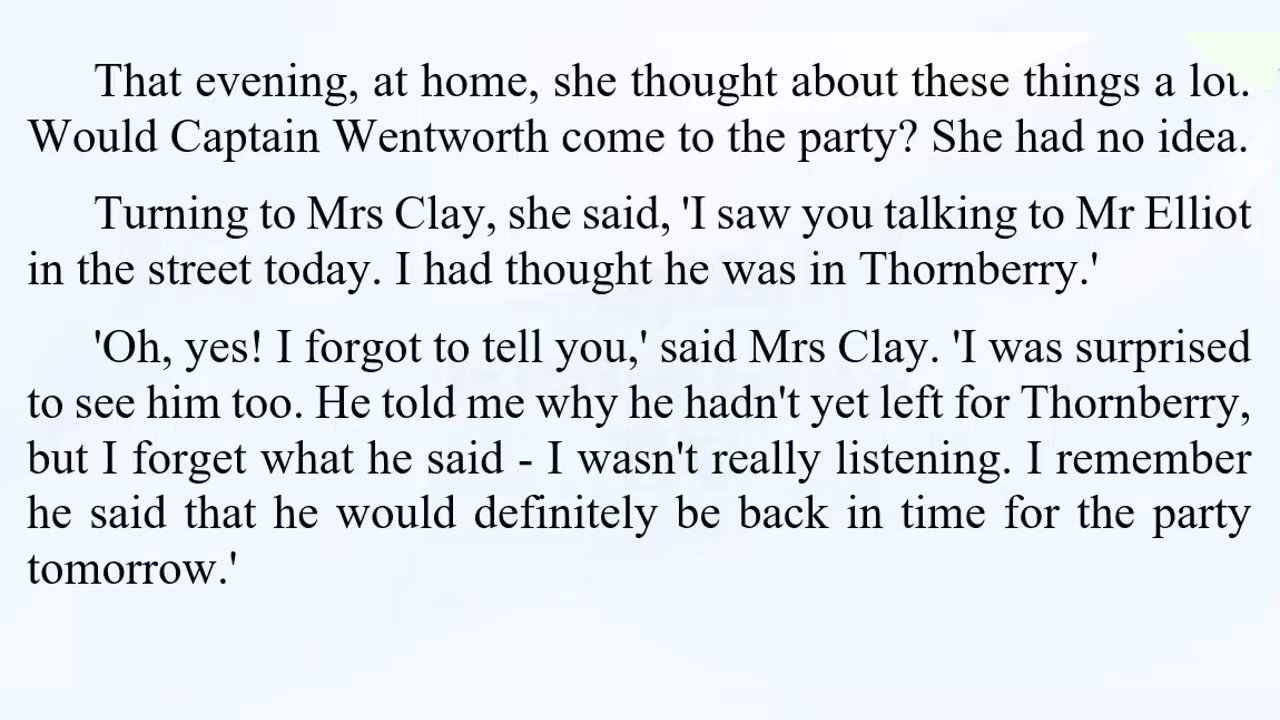 That evening, at home, she thought about these things a lot.
Would Captain Wentworth come to the party? She had no idea.
Turning to Mrs Clay, she said, 'I saw you talking to Mr Elliot
in the street today. I had thought he was in Thornberry.'
'Oh, yes! I forgot to tell you,' said Mrs Clay. 'I was surprised
to see him too. He told me why he hadn't yet left for Thornberry,
but I forget what he said - I wasn't really listening. I remember
he said that he would definitely be back in time for the party
tomorrow.'